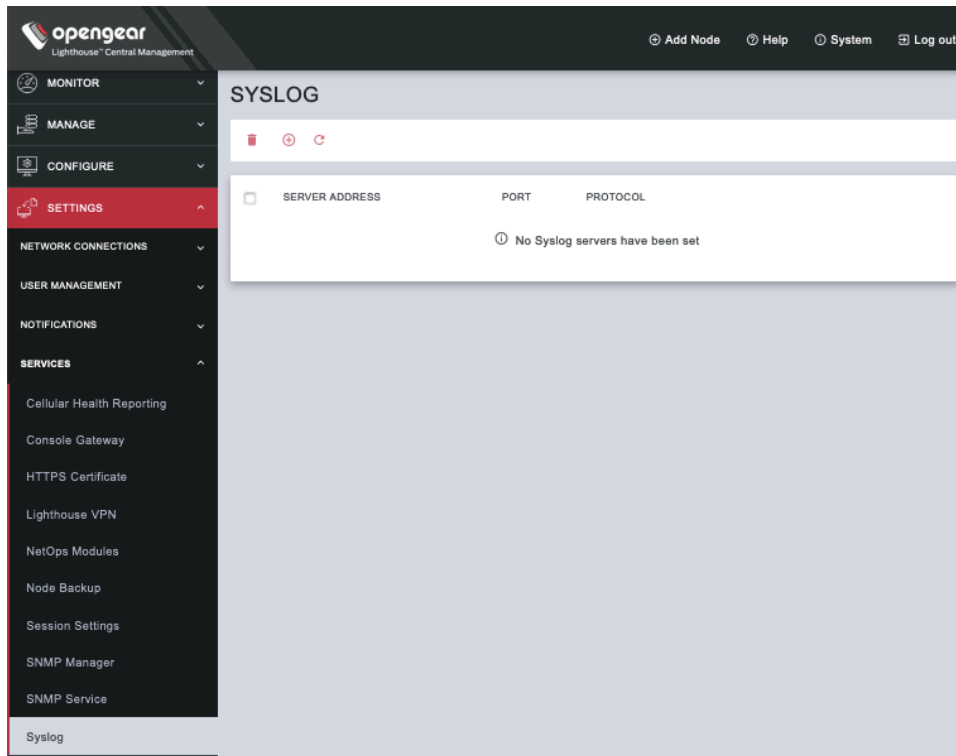 opengear
Lighthouse™ Central Management
Add Node
Help
System
Log out
MONITOR
MANAGE
CONFIGURE
SETTINGS
NETWORK CONNECTIONS
USER MANAGEMENT
NOTIFICATIONS
SERVICES
Cellular Health Reporting
Console Gateway
HTTPS Certificate
Lighthouse VPN
NetOps Modules
Node Backup
Session Settings
SNMP Manager
SNMP Service
Syslog
SYSLOG
SERVER ADDRESS PORT PROTOCOL
No Syslog servers have been set